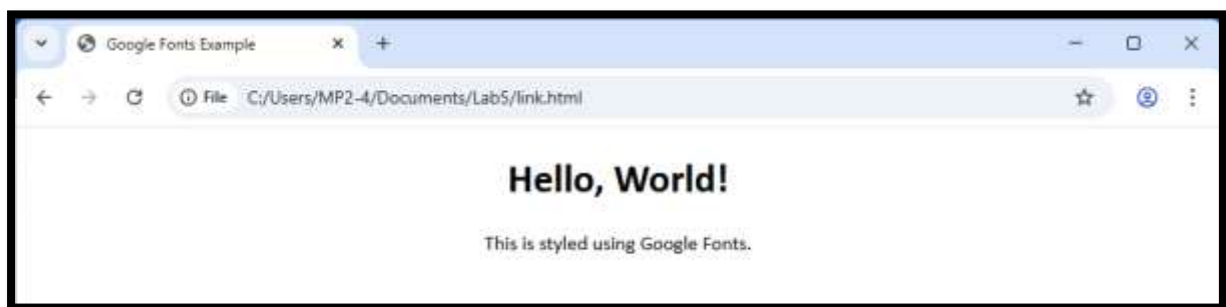 Google Fonts Example
File C:/Users/MP2-4/Documents/Lab5/link.html
Hello, World!
This is styled using Google Fonts.